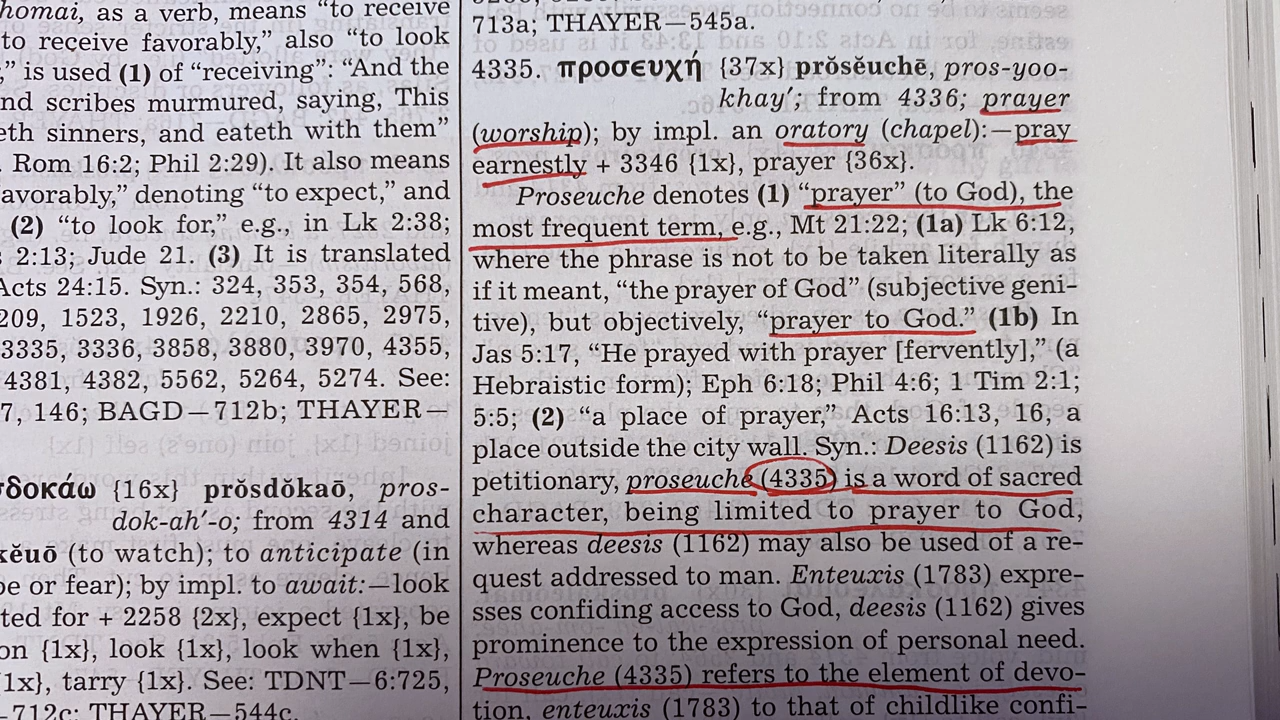 homai, as a verb, means “to receive
to receive favorably,” also “to look
,” is used (1) of “receiving”: “And the
nd scribes murmured, saying, This
eth sinners, and eateth with them”
. Rom 16:2; Phil 2:29). It also means
avorably,” denoting “to expect,” and
(2) “to look for,” e.g., in Lk 2:38;
2:13; Jude 21. (3) It is translated
Acts 24:15. Syn.: 324, 353, 354, 568,
209, 1523, 1926, 2210, 2865, 2975,
3335, 3336, 3858, 3880, 3970, 4355,
4381, 4382, 5562, 5264, 5274. See:
7, 146; BAGD—712b; THAYER—
σδοκάω {16x} prŏsdŏkaō, pros-
dok-ah’-o; from 4314 and
kĕuō (to watch); to anticipate (in
pe or fear); by impl. to await:—look
ted for + 2258 {2x}, expect {1x}, be
on {1x}, look {1x}, look when {1x},
1x}, tarry {1x}. See: TDNT—6:725,
712c; THAYER—544c.
713a; THAYER—545a.
4335. προσευχή {37x} prŏsĕuchē, pros-yoo-
khay’; from 4336; prayer
(worship); by impl. an oratory (chapel):—pray
earnestly + 3346 {1x}, prayer {36x}.
Proseuche denotes (1) “prayer” (to God), the
most frequent term, e.g., Mt 21:22; (1a) Lk 6:12,
where the phrase is not to be taken literally as
if it meant, “the prayer of God” (subjective geni-
tive), but objectively, “prayer to God.” (1b) In
Jas 5:17, “He prayed with prayer [fervently],” (a
Hebraistic form); Eph 6:18; Phil 4:6; 1 Tim 2:1;
5:5; (2) “a place of prayer,” Acts 16:13, 16, a
place outside the city wall. Syn.: Deesis (1162) is
petitionary, proseuche (4335) is a word of sacred
character, being limited to prayer to God,
whereas deesis (1162) may also be used of a re-
quest addressed to man. Enteuxis (1783) expre-
sses confiding access to God, deesis (1162) gives
prominence to the expression of personal need.
Proseuche (4335) refers to the element of devo-
tion, enteuxis (1783) to that of childlike confi-